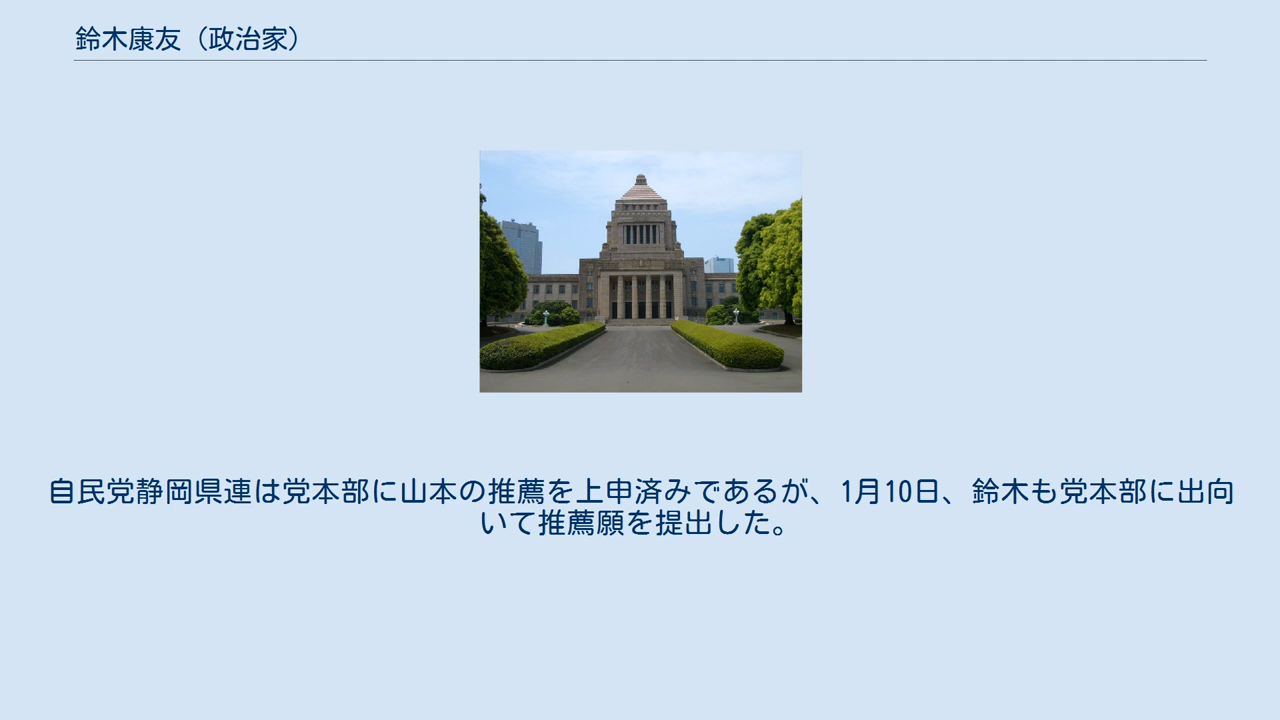 鈴木康友（政治家）
自民党静岡県連は党本部に山本の推薦を上申済みであるが、1月10日、鈴木も党本部に出向
いて推薦願を提出した。